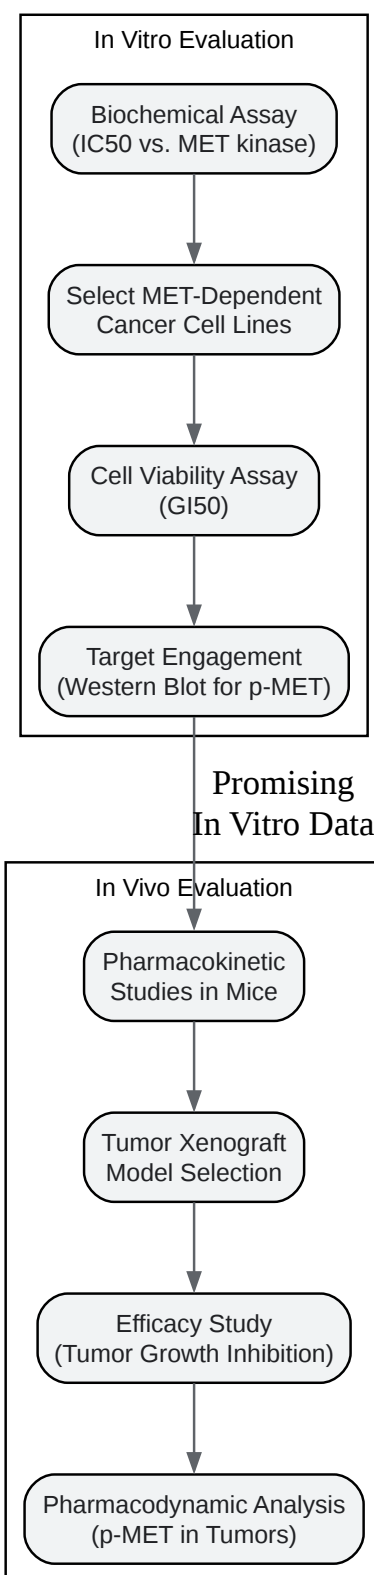 In Vitro Evaluation
Biochemical Assay
(IC50 vs. MET kinase)
Select MET-Dependent
Cancer Cell Lines
Cell Viability Assay
(GI50)
Target Engagement
(Western Blot for p-MET)
Promising
In Vitro Data
In Vivo Evaluation
Pharmacokinetic
Studies in Mice
Tumor Xenograft
Model Selection
Efficacy Study
(Tumor Growth Inhibition)
Pharmacodynamic Analysis
(p-MET in Tumors)